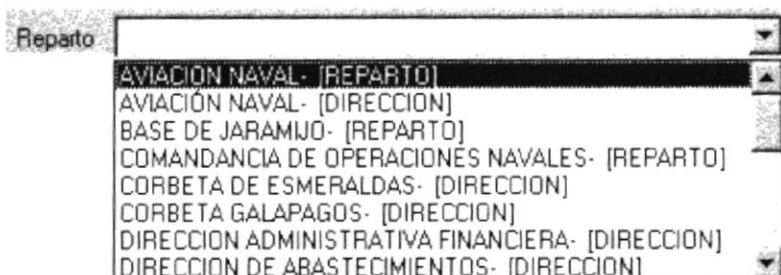 Reparto
AVIACION NAVAL- [REPARTO]
AVIACIÓN NAVAL- [DIRECCION]
BASE DE JARAMIJO- [REPARTO]
COMANDANCIA DE OPERACIONES NAVALES- [REPARTO]
CORBETA DE ESMERALDAS- [DIRECCION]
CORBETA GALAPAGOS- [DIRECCION]
DIRECCION ADMINISTRATIVA FINANCIERA- [DIRECCION]
DIRECCION DE ABASTECIMIENTOS- [DIRECCION]